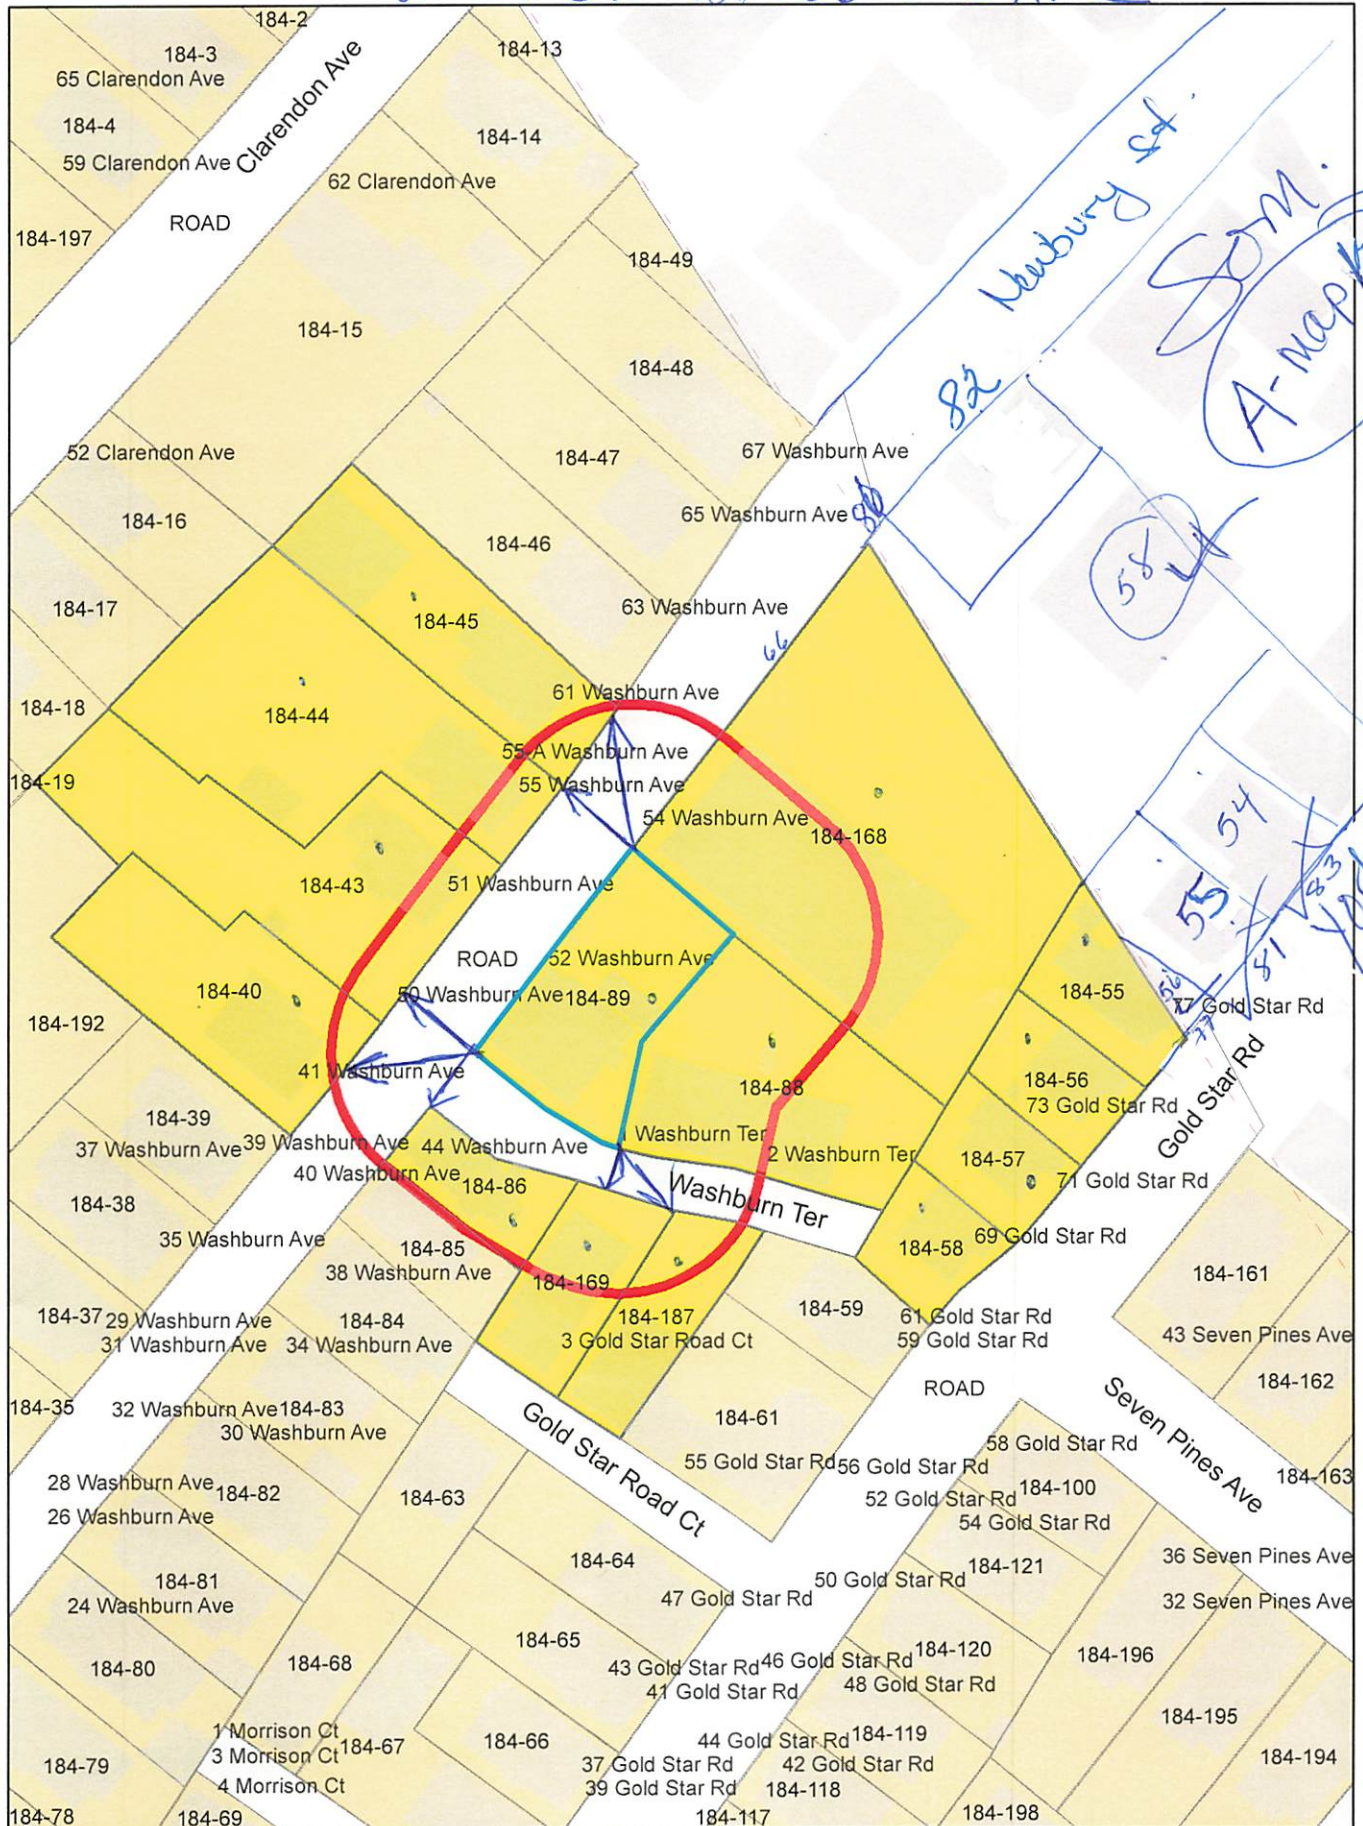 184-2
184-3
65 Clarendon Ave
184-13
Clarendon Ave
184-4
184-14
59 Clarendon Ave
62 Clarendon Ave
ROAD
184-197
184-49
Newbury St.
Som.
A-map
184-15
184-48
82
52 Clarendon Ave
184-47
67 Washburn Ave
184-16
65 Washburn Ave
80
184-46
58
184-17
63 Washburn Ave
184-45
66
184-18
61 Washburn Ave
184-44
55-A Washburn Ave
184-19
55 Washburn Ave
54 Washburn Ave
184-168
54
83
184-43
51 Washburn Ave
55
81
ROAD
52 Washburn Ave
184-40
50 Washburn Ave
184-89
184-55
56
77 Gold Star Rd
77
184-192
41 Washburn Ave
184-88
184-56
73 Gold Star Rd
Gold Star Rd
184-39
37 Washburn Ave
39 Washburn Ave
44 Washburn Ave
1 Washburn Ter
2 Washburn Ter
184-57
40 Washburn Ave
184-86
71 Gold Star Rd
184-38
Washburn Ter
35 Washburn Ave
184-85
69 Gold Star Rd
184-58
38 Washburn Ave
184-169
184-161
184-37
29 Washburn Ave
184-84
184-187
184-59
61 Gold Star Rd
31 Washburn Ave
34 Washburn Ave
3 Gold Star Road Ct
59 Gold Star Rd
43 Seven Pines Ave
ROAD
184-162
184-35
32 Washburn Ave
184-83
184-61
Seven Pines Ave
30 Washburn Ave
Gold Star Road Ct
58 Gold Star Rd
55 Gold Star Rd
56 Gold Star Rd
184-163
28 Washburn Ave
184-82
184-63
52 Gold Star Rd
184-100
26 Washburn Ave
54 Gold Star Rd
184-64
36 Seven Pines Ave
184-81
50 Gold Star Rd
184-121
24 Washburn Ave
47 Gold Star Rd
32 Seven Pines Ave
184-65
184-80
184-68
43 Gold Star Rd
46 Gold Star Rd
184-120
184-196
41 Gold Star Rd
48 Gold Star Rd
184-195
1 Morrison Ct
184-67
184-66
44 Gold Star Rd
184-119
3 Morrison Ct
184-79
37 Gold Star Rd
42 Gold Star Rd
184-194
4 Morrison Ct
39 Gold Star Rd
184-118
184-78
184-69
184-117
184-198